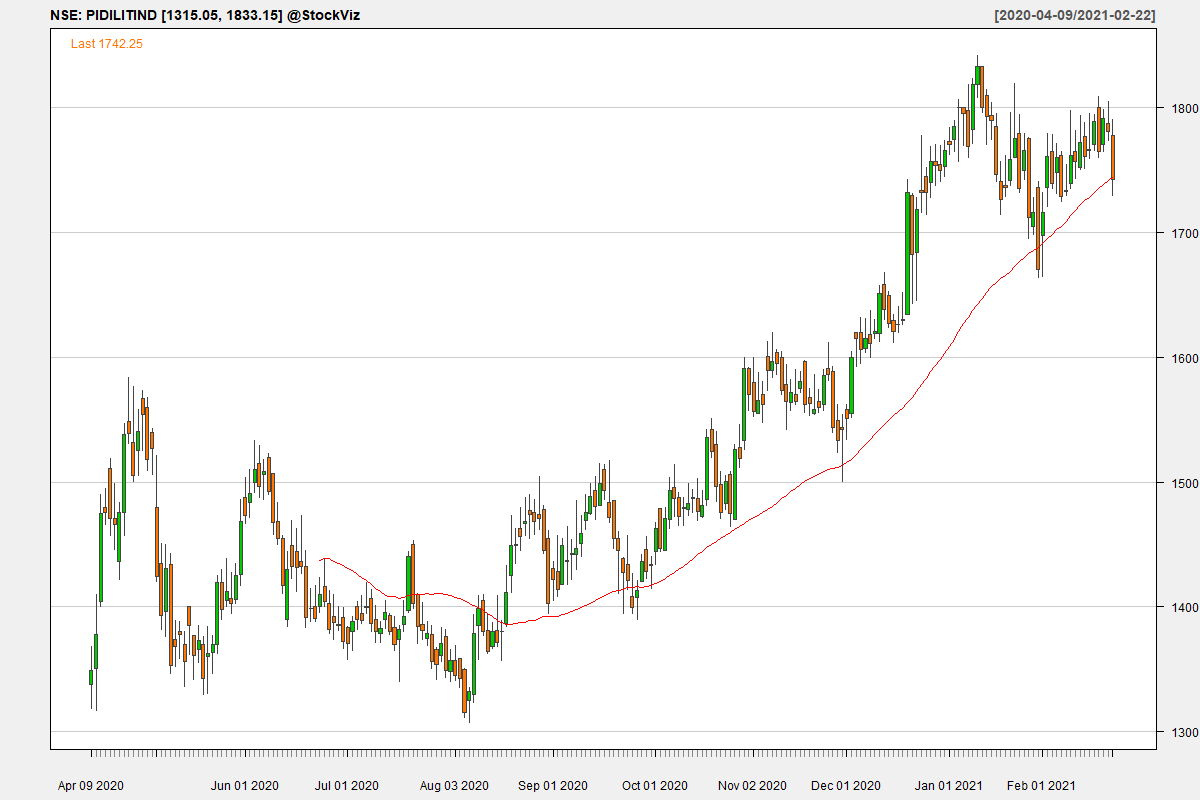 NSE: PIDILITIND [1315.05, 1833.15] @StockViz [2020-04-09/2021-02-22]
Last 1742.25
1800
1700
1600
1500
1400
1300
Apr 09 2020 Jun 01 2020 Jul 01 2020 Aug 03 2020 Sep 01 2020 Oct 01 2020 Nov 02 2020 Dec 01 2020 Jan 01 2021 Feb 01 2021